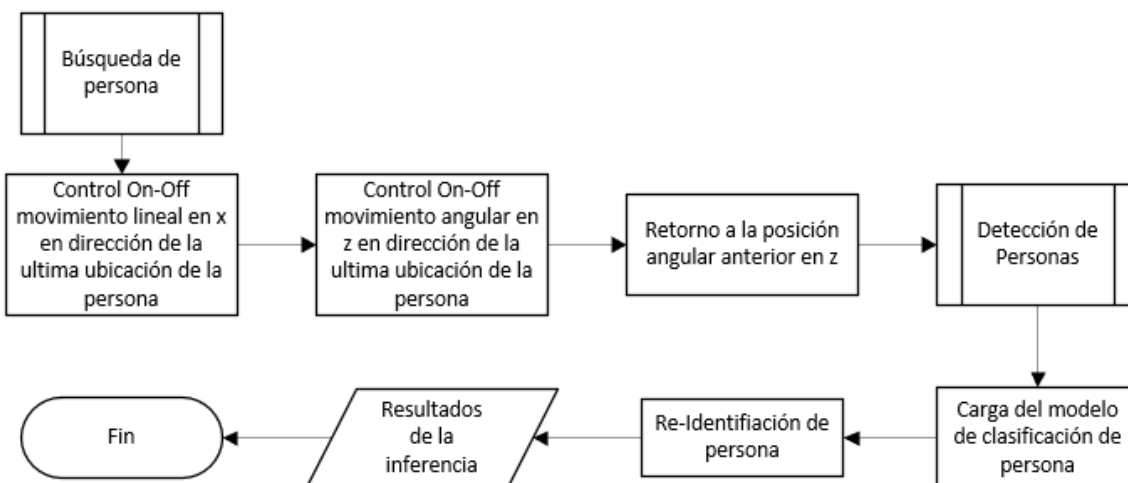 Búsqueda de
persona
Control On-Off
movimiento lineal en x
en dirección de la
ultima ubicación de la
persona
Control On-Off
movimiento angular en
z en dirección de la
ultima ubicación de la
persona
Retorno a la posición
angular anterior en z
Detección de
Personas
Carga del modelo
de clasificación de
persona
Re-Identifiación de
persona
Resultados
de la
inferencia
Fin